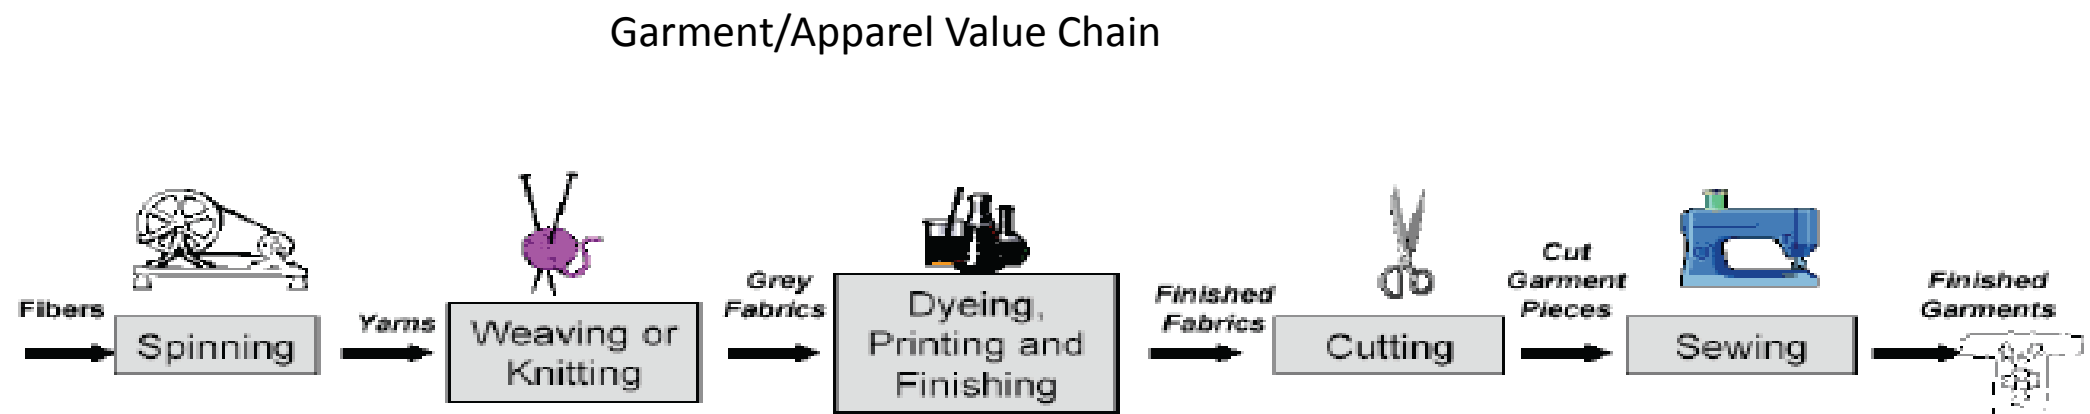 Garment/Apparel Value Chain
Fibers
Spinning
Yarns
Weaving or
Knitting
Grey
Fabrics
Dyeing,
Printing and
Finishing
Finished
Fabrics
Cutting
Cut
Garment
Pieces
Sewing
Finished
Garments